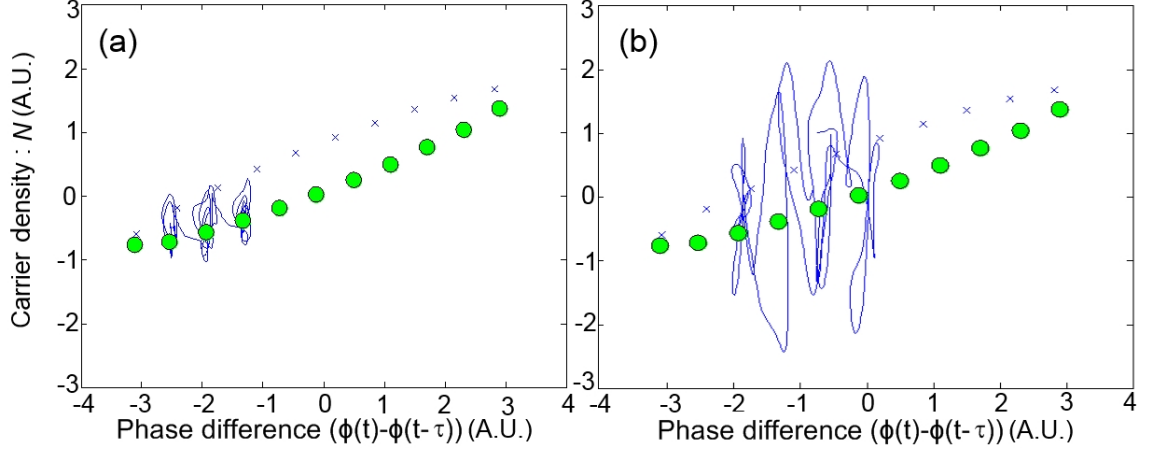 (a)
Carrier density : N (A.U.)
3
2
1
0
-1
-2
-3
-4 -3 -2 -1 0 1 2 3 4
Phase difference (ϕ(t)-ϕ(t-τ)) (A.U.)
(b)
3
2
1
0
-1
-2
-3
-4 -3 -2 -1 0 1 2 3 4
Phase difference (ϕ(t)-ϕ(t-τ)) (A.U.)